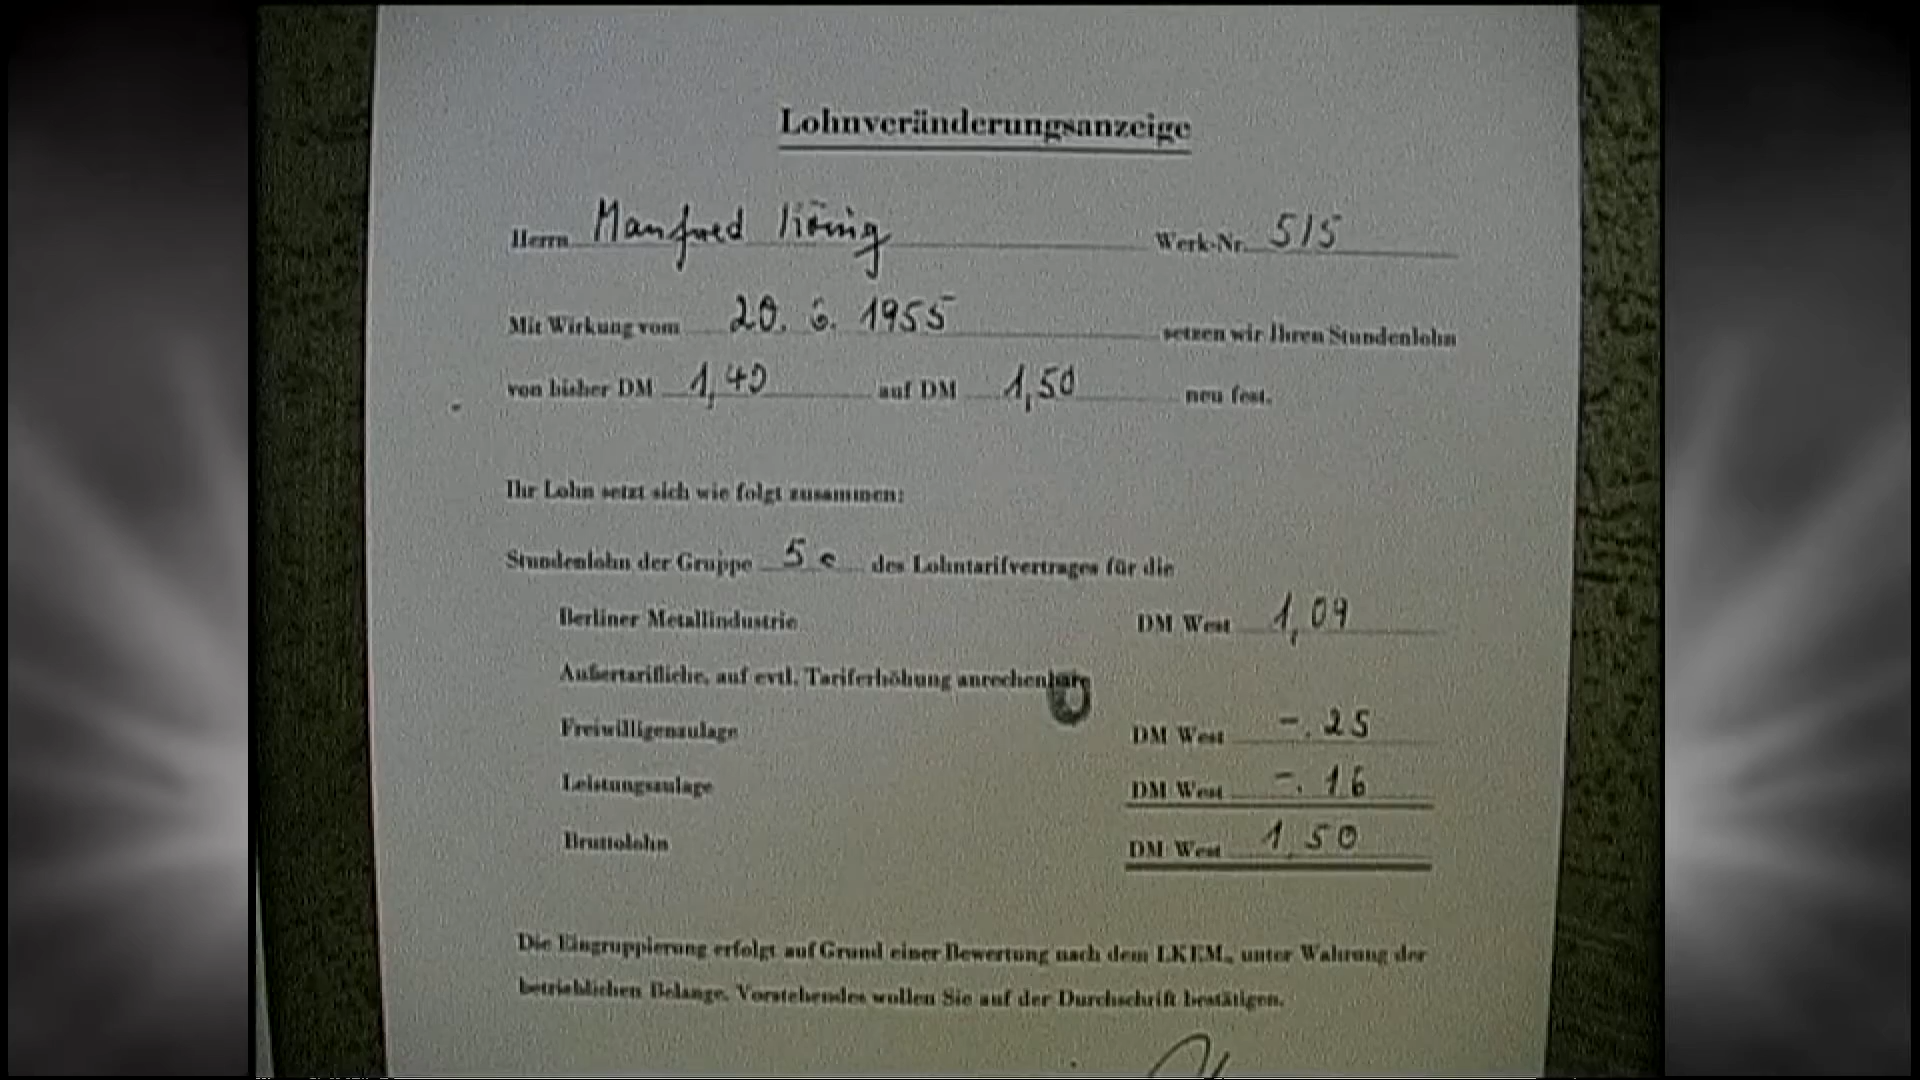 Lohnveränderungsanzeige
Herrn Manfred Werk-Nr. 515
Mit Wirkung vom 20. 6. 1955 setzen wir Ihren Stundenlohn
von bisher DM 1,40 auf DM 1,50 neu fest.
Ihr Lohn setzt sich wie folgt zusammen:
Stundenlohn der Gruppe 5 c des Lohntarifvertrages für die
Berliner Metallindustrie DM West 1,09
Außertarifliche, auf evtl. Tariferhöhung anrechenbare
Freiwilligenzulage DM West -.25
Leistungszulage DM West -.16
Bruttolohn DM West 1,50
Die Eingruppierung erfolgt auf Grund einer Bewertung nach dem LKEM., unter Wahrung der
betrieblichen Belange. Vorstehendes wollen Sie auf der Durchschrift bestätigen.